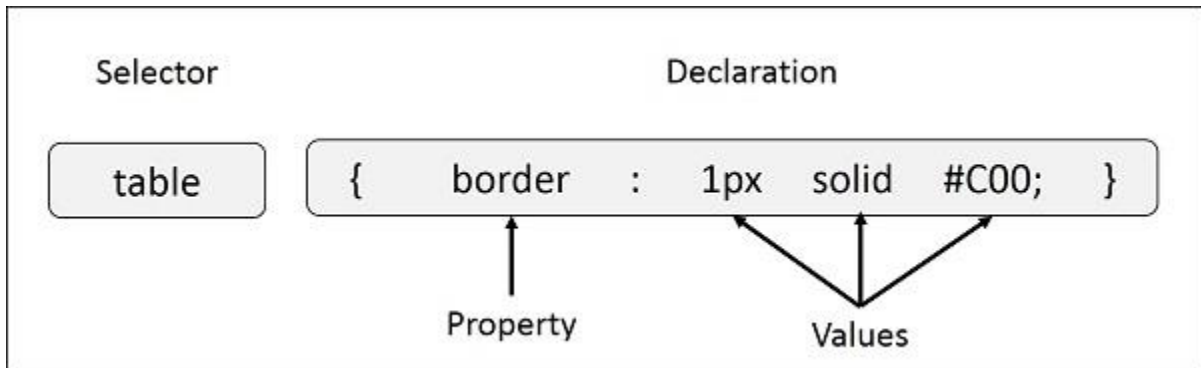 Selector Declaration
table { border : 1px solid #C00; }
Property Values